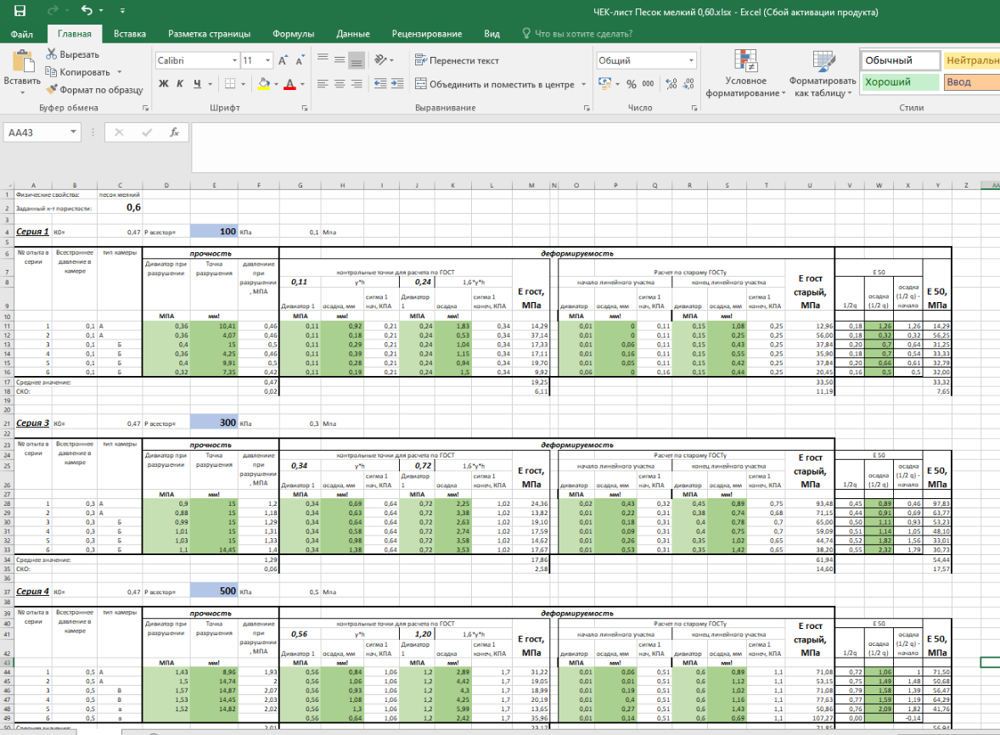 ЧЕК-лист Песок мелкий 0,60.xlsx - Excel (Сбой активации продукта)
Файл Главная Вставка Разметка страницы Формулы Данные Рецензирование Вид Что вы хотите сделать?
Вставить Вырезать Копировать Формат по образцу
Calibri 11 Ж К Ч
Перенести текст
Объединить и поместить в центре
Общий % 000
Условное форматирование Форматировать как таблицу
Обычный Нейтральн
Хороший Ввод
Буфер обмена Шрифт Выравнивание Число Стили
AA43 fx
A B C D E F G H I J K L M N O P Q R S T U V W X Y Z AA
1 Физические свойства: песок мелкий
2 Заданный к-т пористости: 0,6
3
4 Серия 1 K0= 0,47 Р всестор= 100 КПа 0,1 Мпа
5
6 № опыта в серии Всестроннее давление в камере тип камеры прочность деформируемость
7 Дивиатор при разрушении Точка разрушения давлениие при разрушении, МПА контрольные точки для расчета по ГОСТ Расчет по старому ГОСТу Е гост старый, МПа E 50
8 0,11 γ*h 0,24 1,6*γ*h Е гост, МПа начало линейного участка конец линейного участка
9 Дивиатор 1 осадка, мм сигма 1 нач, КПА Дивиатор 1 осадка сигма 1 конеч, КПА дивиатор осадка, мм сигма 1 нач, КПА дивиатор осадка, мм сигма 1 конеч, КПА 1/2q осадка (1/2 q) осадка (1/2 q) - начало E 50, МПа
10 МПА мм! МПА мм! МПА мм! МПА мм! МПА мм!
11 1 0,1 А 0,36 10,41 0,46 0,11 0,92 0,21 0,24 1,83 0,34 14,29 0,01 0 0,11 0,15 1,08 0,25 12,96 0,18 1,26 1,26 14,29
12 2 0,1 А 0,36 4,07 0,46 0,11 0,18 0,21 0,24 0,53 0,34 37,14 0,01 0 0,11 0,15 0,25 0,25 56,00 0,18 0,32 0,32 56,25
13 3 0,1 Б 0,4 15 0,5 0,11 0,29 0,21 0,24 1,04 0,34 17,33 0,01 0,06 0,11 0,15 0,43 0,25 37,84 0,20 0,7 0,64 31,25
14 4 0,1 Б 0,36 4,25 0,46 0,11 0,39 0,21 0,24 1,15 0,34 17,11 0,01 0,16 0,11 0,15 0,55 0,25 35,90 0,18 0,7 0,54 33,33
15 5 0,1 Б 0,4 9,91 0,5 0,11 0,28 0,21 0,24 0,94 0,34 19,70 0,01 0,05 0,11 0,15 0,42 0,25 37,84 0,20 0,66 0,61 32,79
16 6 0,1 Б 0,32 7,35 0,42 0,11 0,19 0,21 0,24 1,5 0,34 9,92 0,06 0 0,16 0,15 0,44 0,25 20,45 0,16 0,5 0,5 32,00
17 Среднее значение: 0,47 19,25 33,50 33,32
18 СКО: 0,02 6,11 11,19 7,65
19
20
21 Серия 3 K0= 0,47 Р всестор= 300 КПа 0,3 Мпа
22
23 № опыта в серии Всестроннее давление в камере тип камеры прочность деформируемость
24 Дивиатор при разрушении Точка разрушения давлениие при разрушении, МПА контрольные точки для расчета по ГОСТ Расчет по старому ГОСТу Е гост старый, МПа E 50
25 0,34 γ*h 0,72 1,6*γ*h Е гост, МПа начало линейного участка конец линейного участка
26 Дивиатор 1 осадка, мм сигма 1 нач, КПА Дивиатор 1 осадка сигма 1 конеч, КПА дивиатор осадка, мм сигма 1 нач, КПА дивиатор осадка, мм сигма 1 конеч, КПА 1/2q осадка (1/2 q) осадка (1/2 q) - начало E 50, МПа
27 МПА мм! МПА мм! МПА мм! МПА мм! МПА мм!
28 1 0,3 А 0,9 15 1,2 0,34 0,69 0,64 0,72 2,25 1,02 24,36 0,02 0,43 0,32 0,45 0,89 0,75 93,48 0,45 0,89 0,46 97,83
29 2 0,3 А 0,88 15 1,18 0,34 0,63 0,64 0,72 3,38 1,02 13,82 0,01 0,22 0,31 0,38 0,74 0,68 71,15 0,44 0,91 0,69 63,77
30 3 0,3 Б 0,99 15 1,29 0,34 0,64 0,64 0,72 2,63 1,02 19,10 0,01 0,18 0,31 0,4 0,78 0,7 65,00 0,50 1,11 0,93 53,23
31 4 0,3 Б 1,01 15 1,31 0,34 0,58 0,64 0,72 2,74 1,02 17,59 0,01 0,09 0,31 0,4 0,75 0,7 59,09 0,51 1,14 1,05 48,10
32 5 0,3 Б 1,03 15 1,33 0,34 0,98 0,64 0,72 3,58 1,02 14,62 0,01 0,26 0,31 0,35 1,02 0,65 44,74 0,52 1,82 1,56 33,01
33 6 0,3 Б 1,1 14,45 1,4 0,34 1,38 0,64 0,72 3,53 1,02 17,67 0,01 0,53 0,31 0,35 1,42 0,65 38,20 0,55 2,32 1,79 30,73
34 Среднее значение: 1,29 17,86 61,94 54,44
35 СКО: 0,06 2,58 14,60 17,57
36
37 Серия 4 K0= 0,47 Р всестор= 500 КПа 0,5 Мпа
38
39 № опыта в серии Всестроннее давление в камере тип камеры прочность деформируемость
40 Дивиатор при разрушении Точка разрушения давлениие при разрушении, МПА контрольные точки для расчета по ГОСТ Расчет по старому ГОСТу Е гост старый, МПа E 50
41 0,56 γ*h 1,20 1,6*γ*h Е гост, МПа начало линейного участка конец линейного участка
42 Дивиатор 1 осадка, мм сигма 1 нач, КПА Дивиатор 1 осадка сигма 1 конеч, КПА дивиатор осадка, мм сигма 1 нач, КПА дивиатор осадка, мм сигма 1 конеч, КПА 1/2q осадка (1/2 q) осадка (1/2 q) - начало E 50, МПа
43 МПА мм! МПА мм! МПА мм! МПА мм! МПА мм!
44 1 0,5 А 1,43 8,96 1,93 0,56 0,84 1,06 1,2 2,89 1,7 31,22 0,01 0,06 0,51 0,6 0,89 1,1 71,08 0,72 1,06 1 71,50
45 2 0,5 А 1,5 14,74 2 0,56 1,06 1,06 1,2 4,42 1,7 19,05 0,01 0,01 0,51 0,6 1,12 1,1 53,15 0,75 1,49 1,48 50,68
46 3 0,5 В 1,57 14,87 2,07 0,56 0,93 1,06 1,2 4,3 1,7 18,99 0,01 0,19 0,51 0,6 1,02 1,1 71,08 0,79 1,58 1,39 56,47
47 4 0,5 В 1,53 14,45 2,03 0,56 1,08 1,06 1,2 4,25 1,7 20,19 0,01 0,4 0,51 0,6 1,16 1,1 77,63 0,77 1,59 1,19 64,29
48 5 0,5 в 1,52 14,82 2,02 0,56 1,3 1,06 1,2 5,99 1,7 13,65 0,01 0,27 0,51 0,6 1,43 1,1 50,86 0,76 2,09 1,82 41,76
49 6 0,5 в 0,56 0,64 1,06 1,2 2,42 1,7 35,96 0,01 0,14 0,51 0,6 0,69 1,1 107,27 0,00 -0,14
50 Среднее значение: 2,01 23,17 71,85 56,94